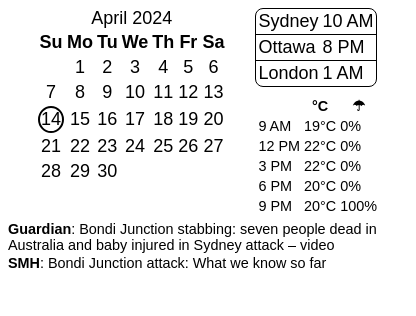 April 2024
Su Mo Tu We Th Fr Sa
1 2 3 4 5 6
7 8 9 10 11 12 13
14 15 16 17 18 19 20
21 22 23 24 25 26 27
28 29 30
Sydney 10 AM
Ottawa 8 PM
London 1 AM
°C ☂
9 AM 19°C 0%
12 PM 22°C 0%
3 PM 22°C 0%
6 PM 20°C 0%
9 PM 20°C 100%
Guardian: Bondi Junction stabbing: seven people dead in
Australia and baby injured in Sydney attack – video
SMH: Bondi Junction attack: What we know so far